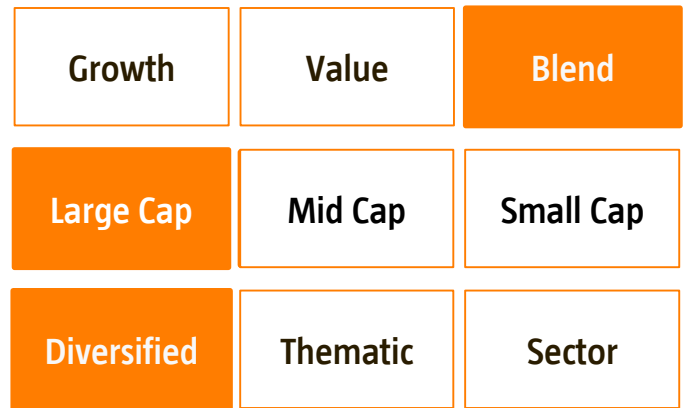 Growth Value Blend
Large Cap Mid Cap Small Cap
Diversified Thematic Sector